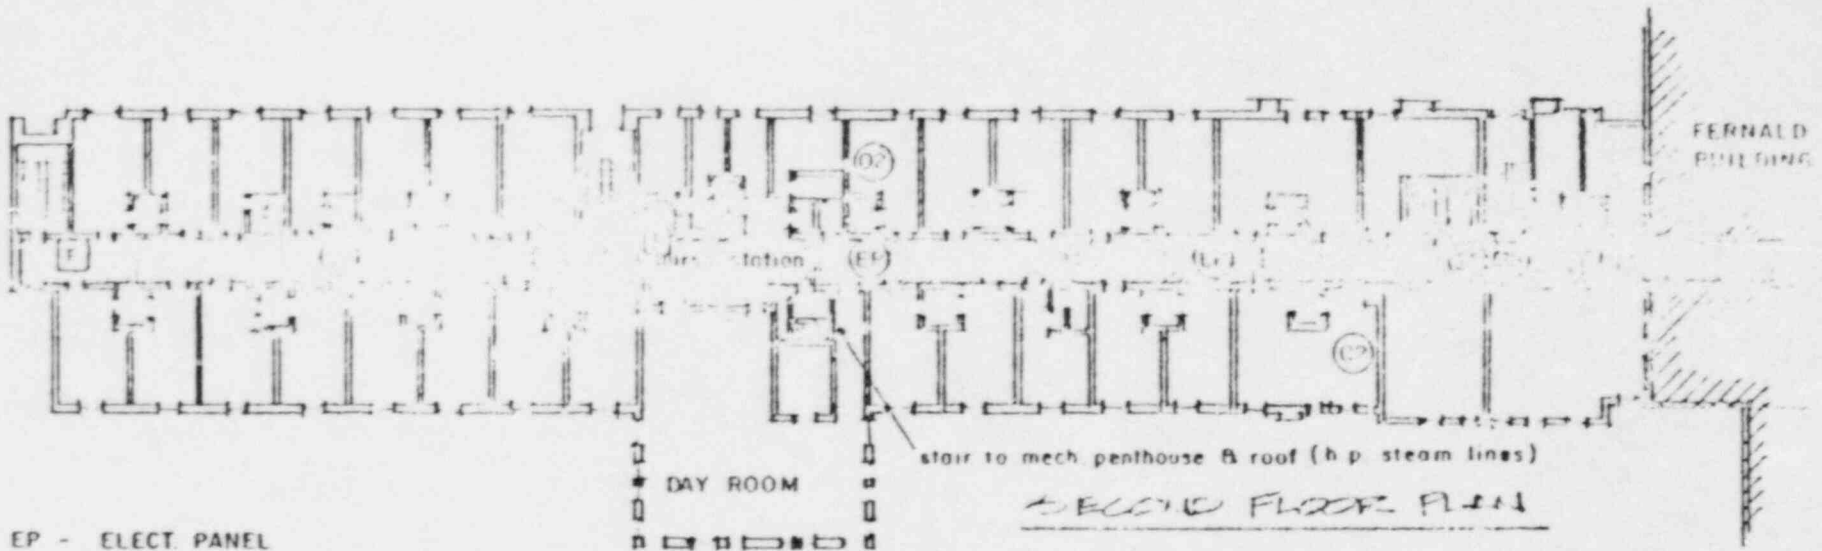 FERNALD
BUILDING
O2
F
station
(EP)
stair to mech. penthouse & roof (h.p. steam lines)
DAY ROOM
SECOND FLOOR PLAN
EP - ELECT. PANEL